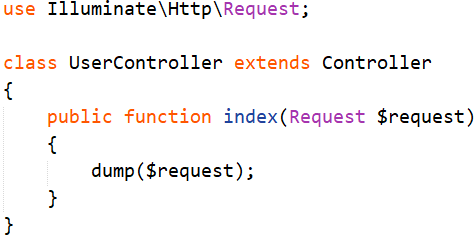 use Illuminate\Http\Request;
class UserController extends Controller
{
    public function index(Request $request)
    {
        dump($request);
    }
}